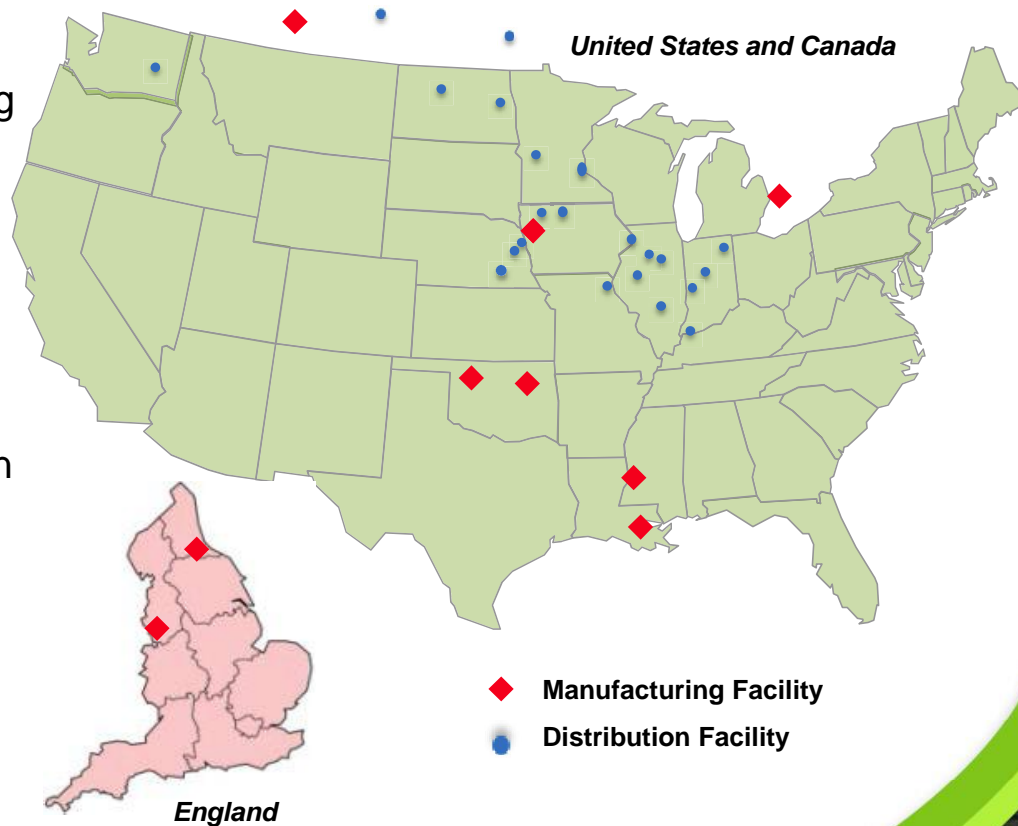 United States and Canada
g
n
Manufacturing Facility
Distribution Facility
England